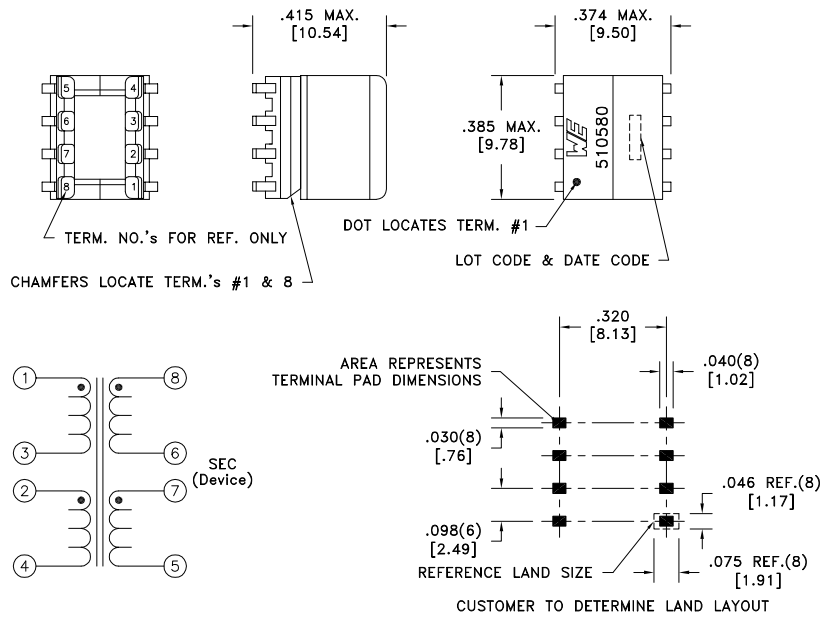 .415 MAX.
[10.54]
.374 MAX.
[9.50]
5
4
6
3
7
2
8
1
.385 MAX.
[9.78]
WE
510580
TERM. NO.'s FOR REF. ONLY
DOT LOCATES TERM. #1
LOT CODE & DATE CODE
CHAMFERS LOCATE TERM.'s #1 & 8
1
8
3
6
SEC
(Device)
2
7
4
5
.320
[8.13]
AREA REPRESENTS
TERMINAL PAD DIMENSIONS
.040(8)
[1.02]
.030(8)
[.76]
.046 REF.(8)
[1.17]
.098(6)
[2.49]
REFERENCE LAND SIZE
.075 REF.(8)
[1.91]
CUSTOMER TO DETERMINE LAND LAYOUT